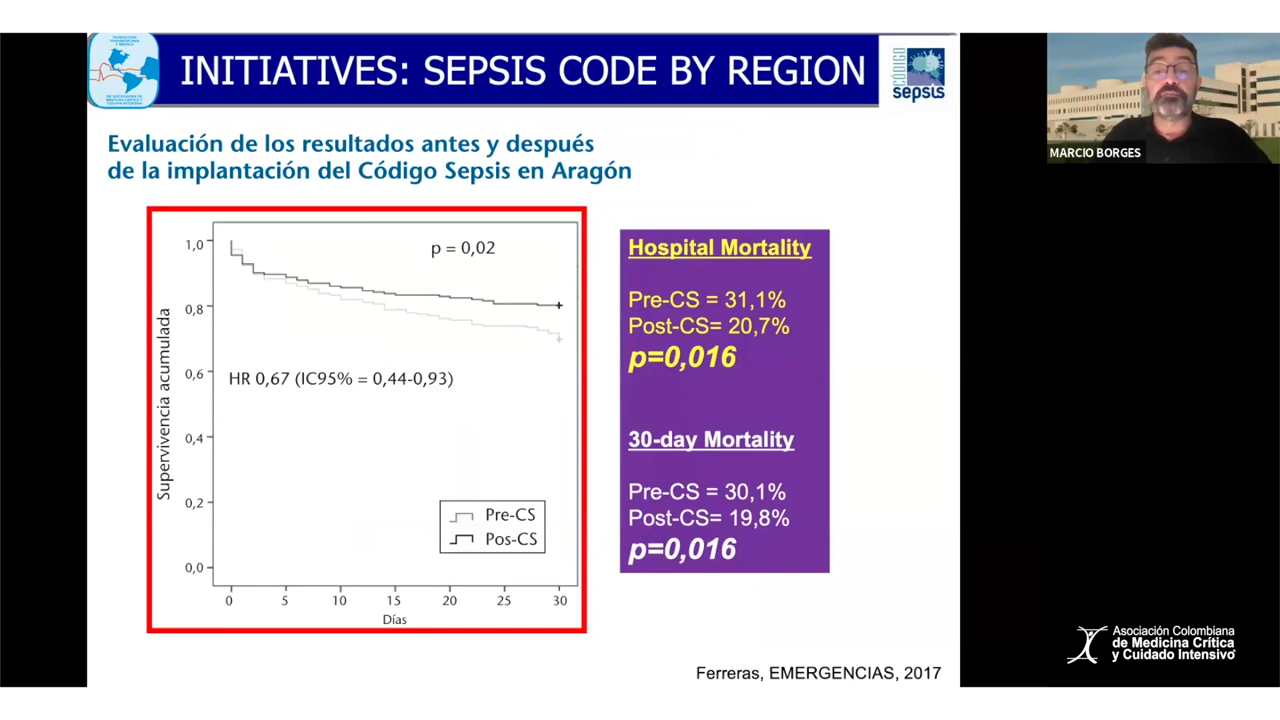 INITIATIVES: SEPSIS CODE BY REGION
CÓDIGO
sepsis
MARCIO BORGES
Evaluación de los resultados antes y después
de la implantación del Código Sepsis en Aragón
Supervivencia acumulada
1,0
0,8
0,6
0,4
0,2
0,0
p = 0,02
HR 0,67 (IC95% = 0,44-0,93)
Pre-CS
Pos-CS
0 5 10 15 20 25 30
Días
Hospital Mortality
Pre-CS = 31,1%
Post-CS= 20,7%
p=0,016
30-day Mortality
Pre-CS = 30,1%
Post-CS= 19,8%
p=0,016
Ferreras, EMERGENCIAS, 2017
Asociación Colombiana
de Medicina Crítica
y Cuidado Intensivo